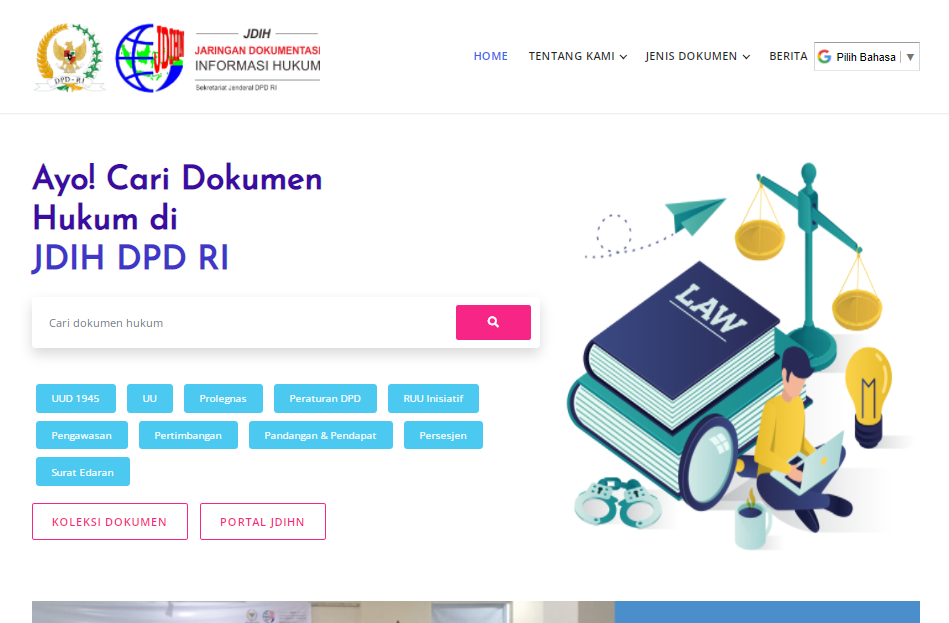 DPD-RI
JDIH
JDIH
JARINGAN DOKUMENTASI
INFORMASI HUKUM
Sekretariat Jenderal DPD RI
HOME
TENTANG KAMI
JENIS DOKUMEN
BERITA
Pilih Bahasa
Ayo! Cari Dokumen
Hukum di
JDIH DPD RI
LAW
Cari dokumen hukum
UUD 1945
UU
Prolegnas
Peraturan DPD
RUU Inisiatif
Pengawasan
Pertimbangan
Pandangan & Pendapat
Persesjen
Surat Edaran
KOLEKSI DOKUMEN
PORTAL JDIHN